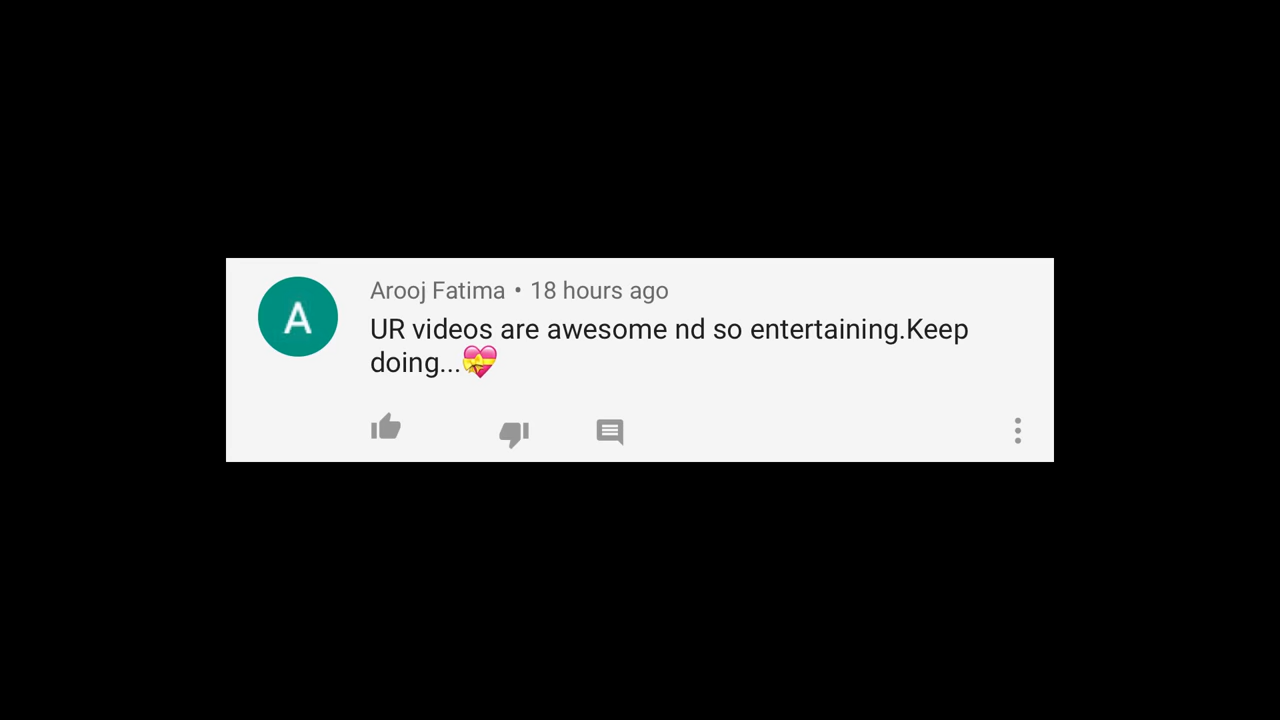 A
Arooj Fatima • 18 hours ago
UR videos are awesome nd so entertaining.Keep
doing...💝